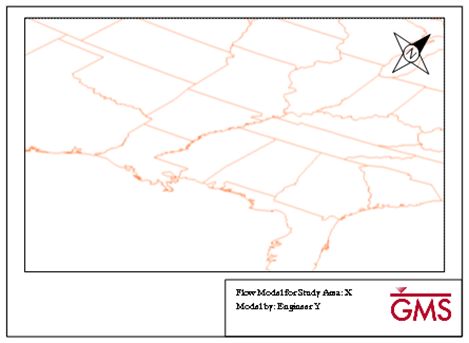 N
Flow Model for Study Area: X
Model by: Engineer Y
GMS